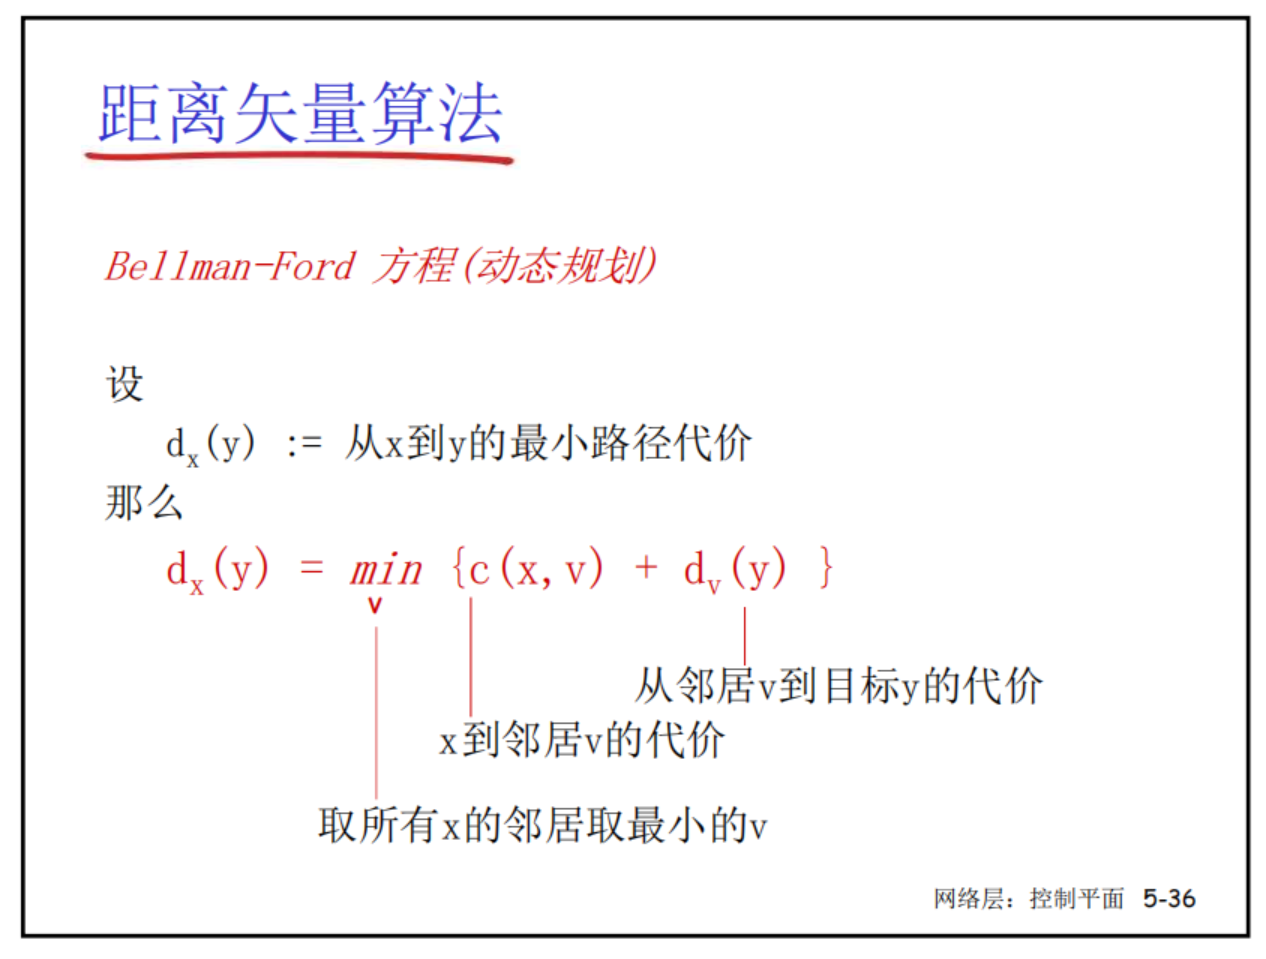 距离矢量算法
Bellman-Ford 方程(动态规划)
设
dx(y) := 从x到y的最小路径代价
那么
dx(y) = min {c(x,v) + dv(y) }
v
从邻居v到目标y的代价
x到邻居v的代价
取所有x的邻居取最小的v
网络层：控制平面 5-36